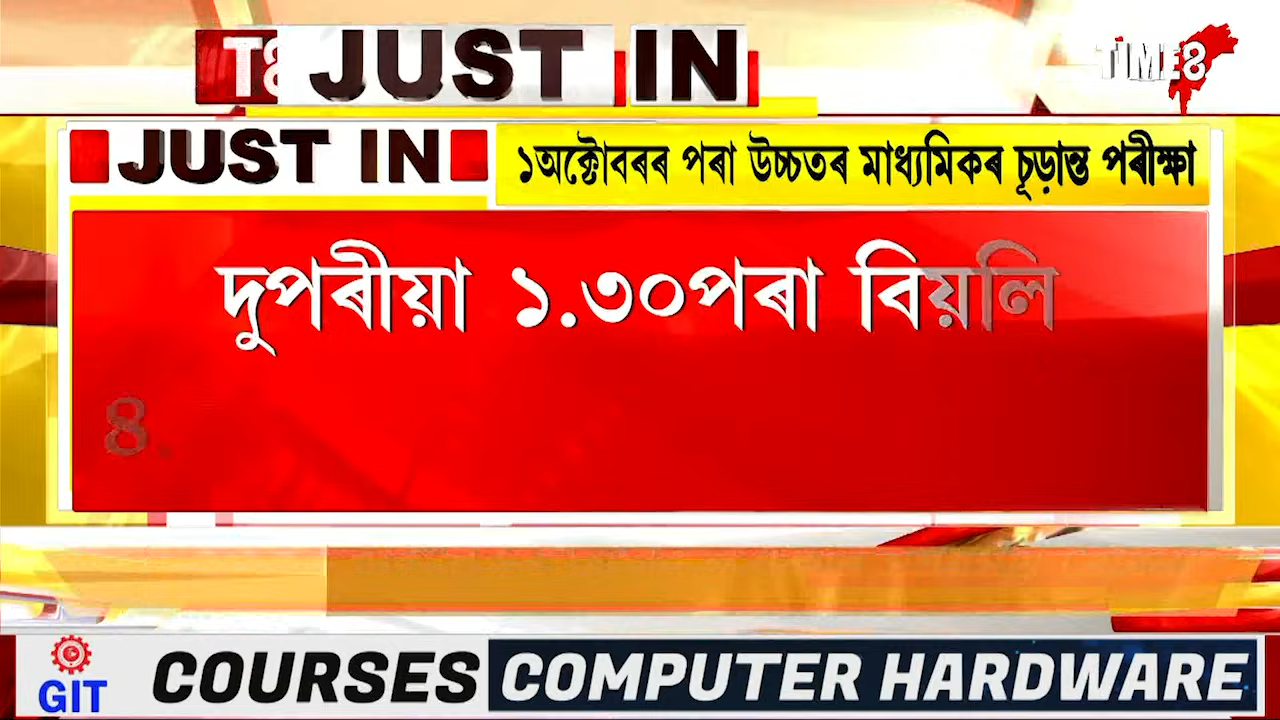 JUST IN
TIME8
JUST IN
১অক্টোবৰৰ পৰা উচ্চতৰ মাধ্যমিকৰ চূড়ান্ত পৰীক্ষা
দুপৰীয়া ১.৩০পৰা বিয়লি
৪.
GIT
COURSES
COMPUTER HARDWARE